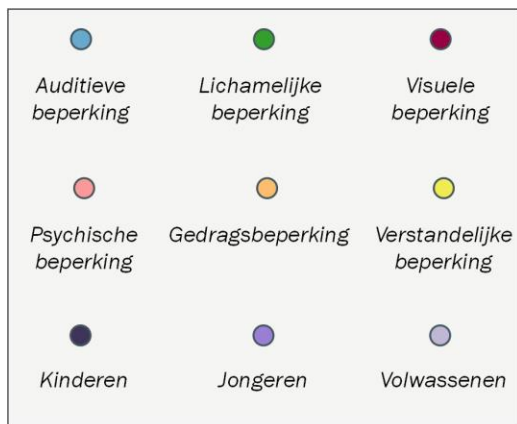 Auditieve beperking
Lichamelijke beperking
Visuele beperking
Psychische beperking
Gedragsbeperking
Verstandelijke beperking
Kinderen
Jongeren
Volwassenen